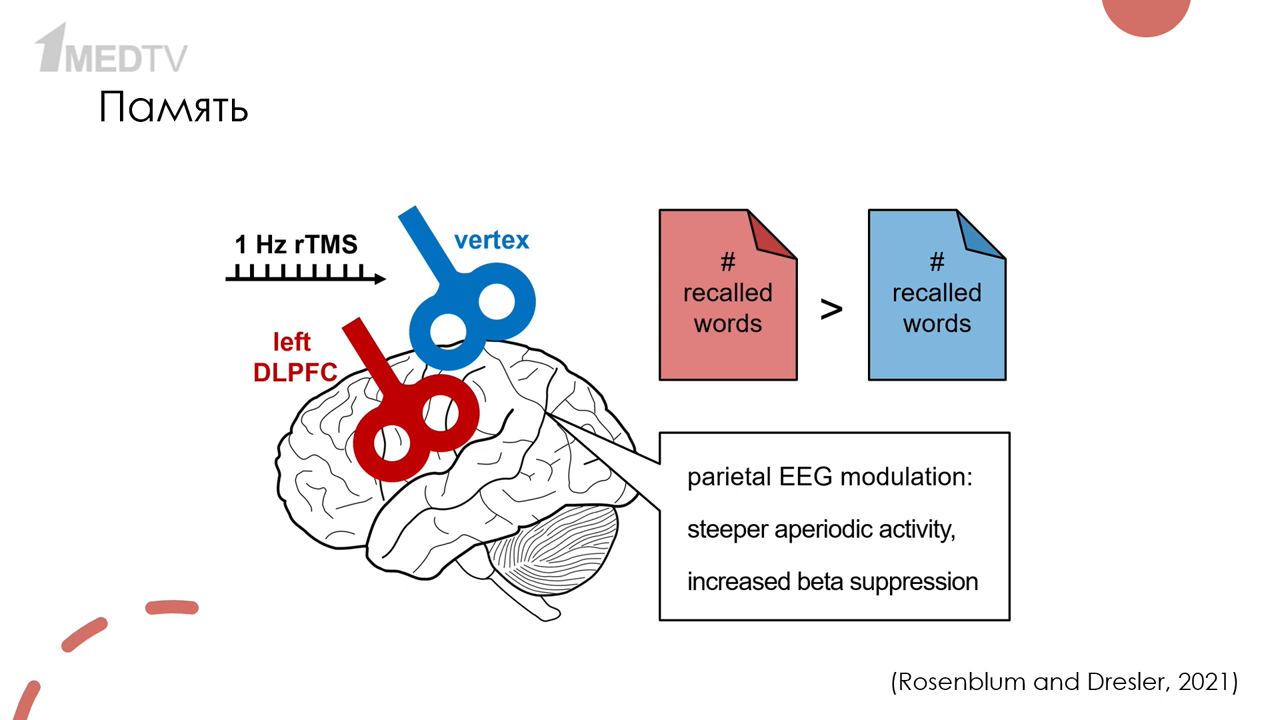 1MEDTV
Память
1 Hz rTMS
vertex
left
DLPFC
#
recalled
words
>
#
recalled
words
parietal EEG modulation:
steeper aperiodic activity,
increased beta suppression
(Rosenblum and Dresler, 2021)